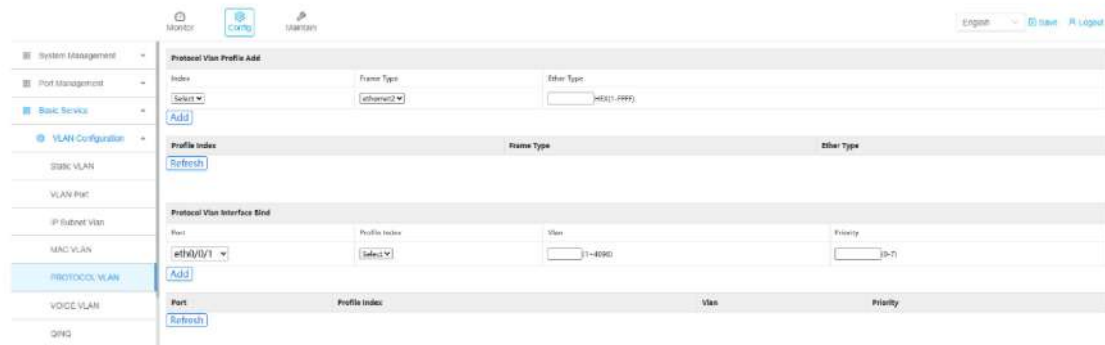 Monitor
Config
Maintain
English
Save
Logout
System Management
Port Management
Basic Service
VLAN Configuration
Static VLAN
VLAN Port
IP Subnet Vlan
MAC VLAN
PROTOCOL VLAN
VOICE VLAN
QINQ
Protocol Vlan Profile Add
Index Frame Type Ether Type
Select ethernet2 HEX(1-FFFF)
Add
Profile Index Frame Type Ether Type
Refresh
Protocol Vlan Interface Bind
Port Profile Index Vlan Priority
eth0/0/1 Select (1~4094) (0-7)
Add
Port Profile Index Vlan Priority
Refresh